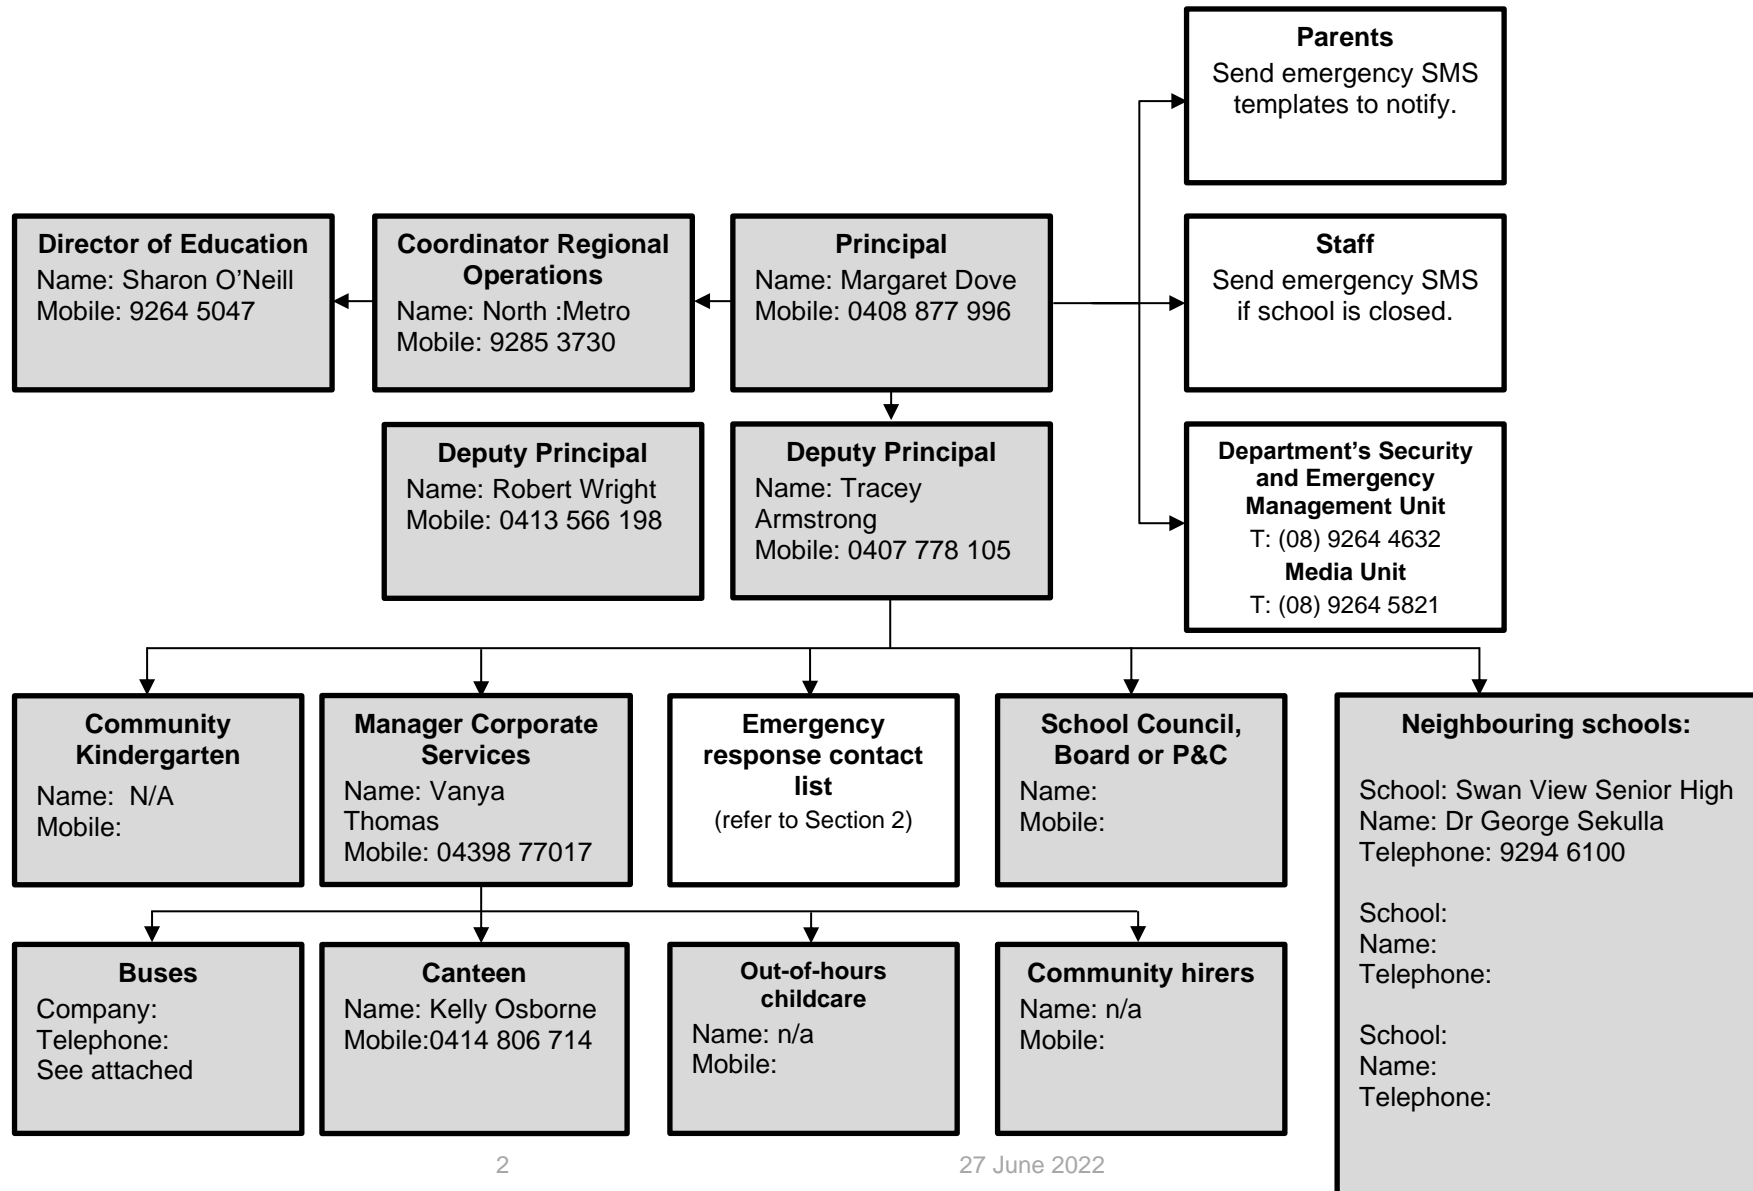 Parents
Send emergency SMS
templates to notify.
Director of Education
Name: Sharon O’Neill
Mobile: 9264 5047
Coordinator Regional
Operations
Name: North :Metro
Mobile: 9285 3730
Principal
Name: Margaret Dove
Mobile: 0408 877 996
Staff
Send emergency SMS
if school is closed.
Deputy Principal
Name: Robert Wright
Mobile: 0413 566 198
Deputy Principal
Name: Tracey
Armstrong
Mobile: 0407 778 105
Department’s Security
and Emergency
Management Unit
T: (08) 9264 4632
Media Unit
T: (08) 9264 5821
Community
Kindergarten
Name:  N/A
Mobile:
Manager Corporate
Services
Name: Vanya
Thomas
Mobile: 04398 77017
Emergency
response contact
list
(refer to Section 2)
School Council,
Board or P&C
Name:
Mobile:
Neighbouring schools:
School: Swan View Senior High
Name: Dr George Sekulla
Telephone: 9294 6100
School:
Name:
Telephone:
School:
Name:
Telephone:
Buses
Company:
Telephone:
See attached
Canteen
Name: Kelly Osborne
Mobile:0414 806 714
Out-of-hours
childcare
Name: n/a
Mobile:
Community hirers
Name: n/a
Mobile:
2
27 June 2022